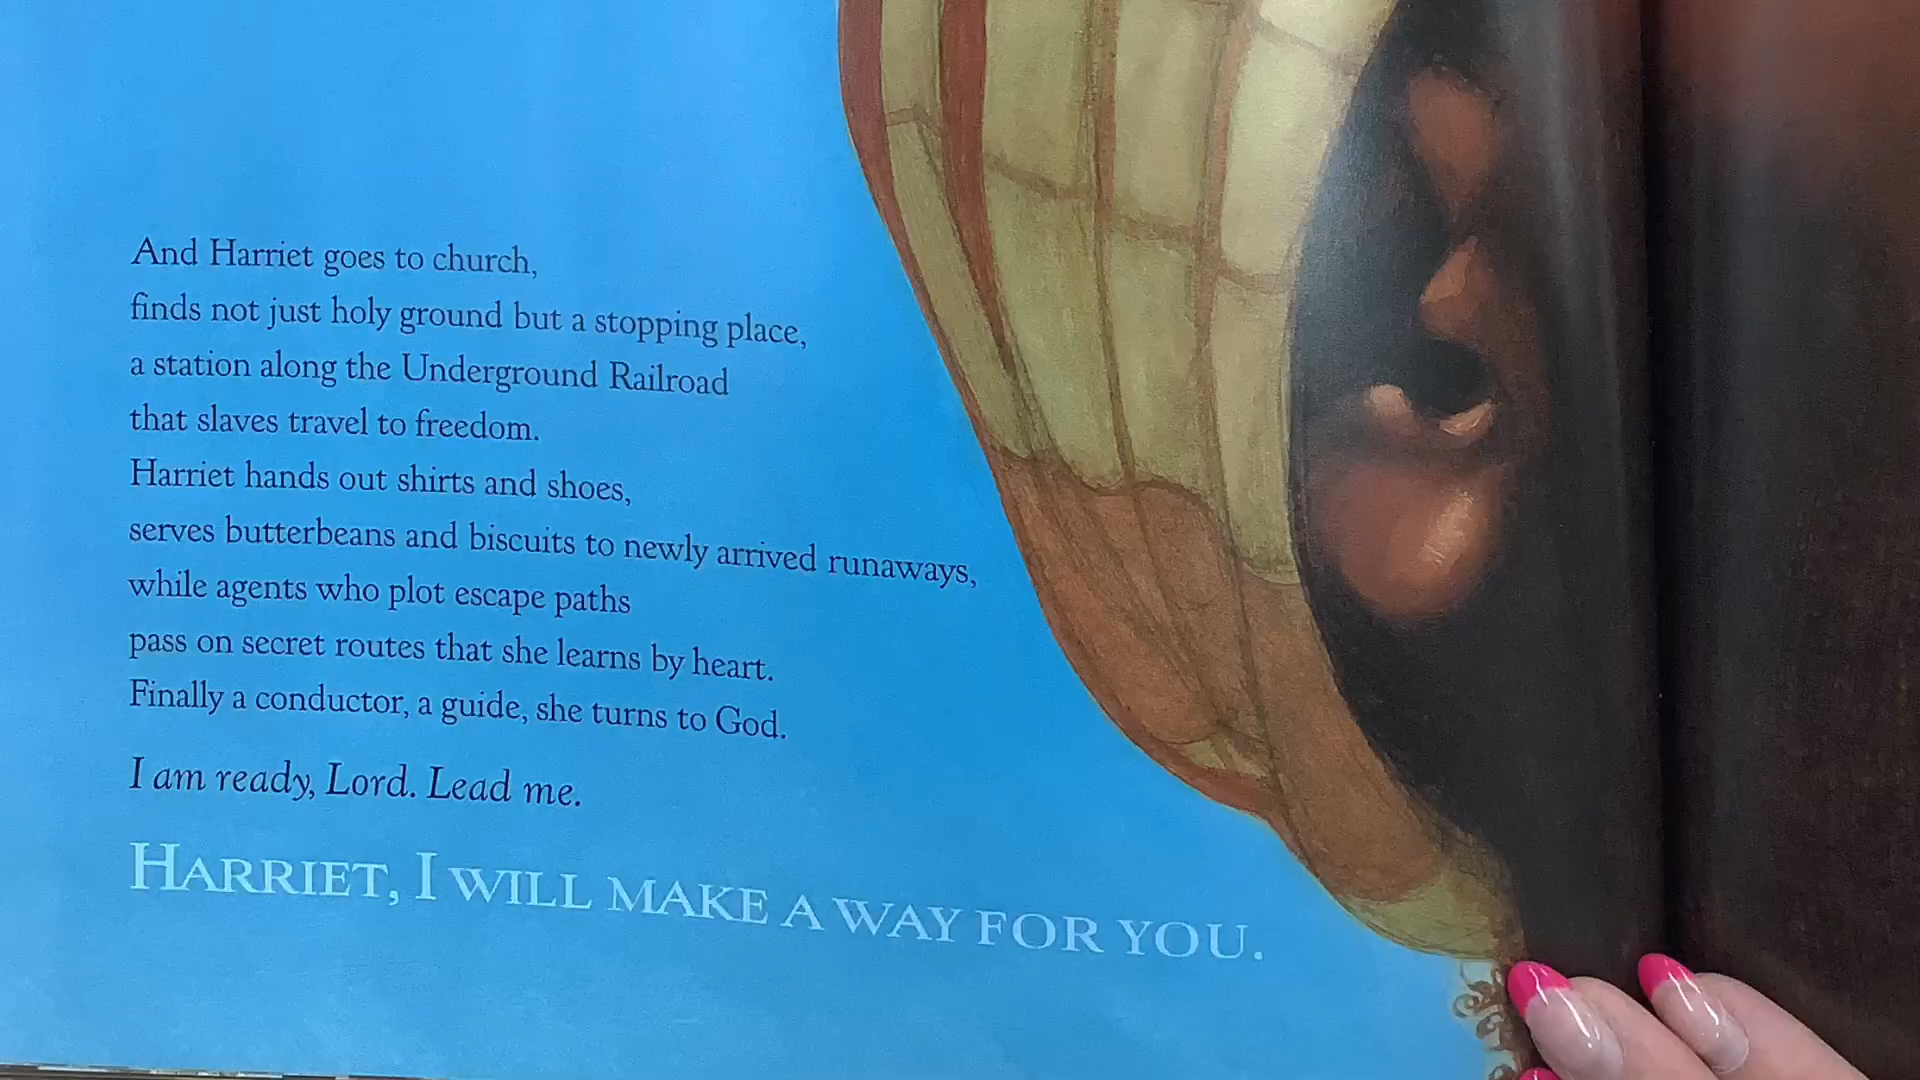 And Harriet goes to church,
finds not just holy ground but a stopping place,
a station along the Underground Railroad
that slaves travel to freedom.
Harriet hands out shirts and shoes,
serves butterbeans and biscuits to newly arrived runaways,
while agents who plot escape paths
pass on secret routes that she learns by heart.
Finally a conductor, a guide, she turns to God.
I am ready, Lord. Lead me.
HARRIET, I WILL MAKE A WAY FOR YOU.